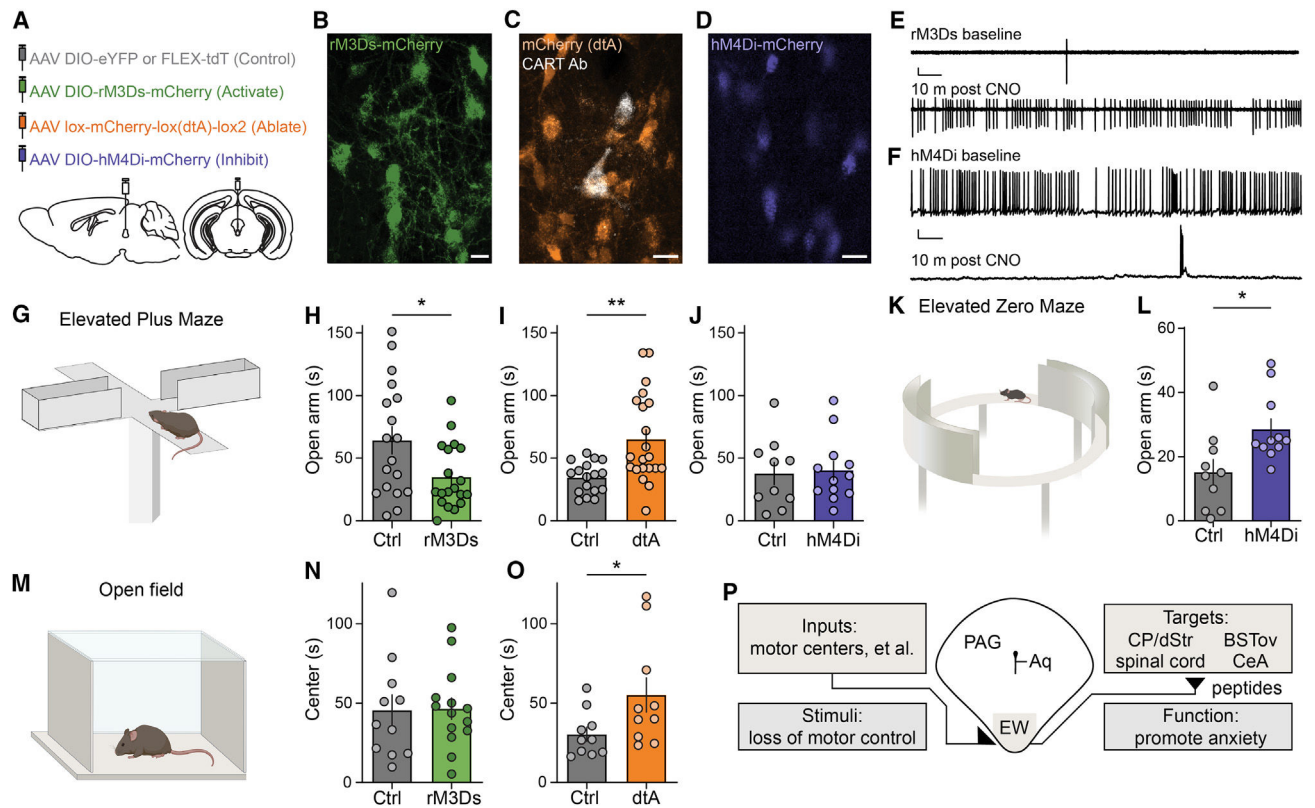 A
AAV DIO-eYFP or FLEX-tdT (Control)
AAV DIO-rM3Ds-mCherry (Activate)
AAV lox-mCherry-lox(dtA)-lox2 (Ablate)
AAV DIO-hM4Di-mCherry (Inhibit)
B
rM3Ds-mCherry
C
mCherry (dtA)
CART Ab
D
hM4Di-mCherry
E
rM3Ds baseline
10 m post CNO
F
hM4Di baseline
10 m post CNO
G
Elevated Plus Maze
H
*
Open arm (s)
150
100
50
0
Ctrl
rM3Ds
I
**
Open arm (s)
150
100
50
0
Ctrl
dtA
J
Open arm (s)
150
100
50
0
Ctrl
hM4Di
K
Elevated Zero Maze
L
*
Open arm (s)
60
40
20
0
Ctrl
hM4Di
M
Open field
N
Center (s)
100
50
0
Ctrl
rM3Ds
O
*
Center (s)
100
50
0
Ctrl
dtA
P
Inputs:
motor centers, et al.
Stimuli:
loss of motor control
PAG
Aq
EW
Targets:
CP/dStr BSTov
spinal cord CeA
peptides
Function:
promote anxiety